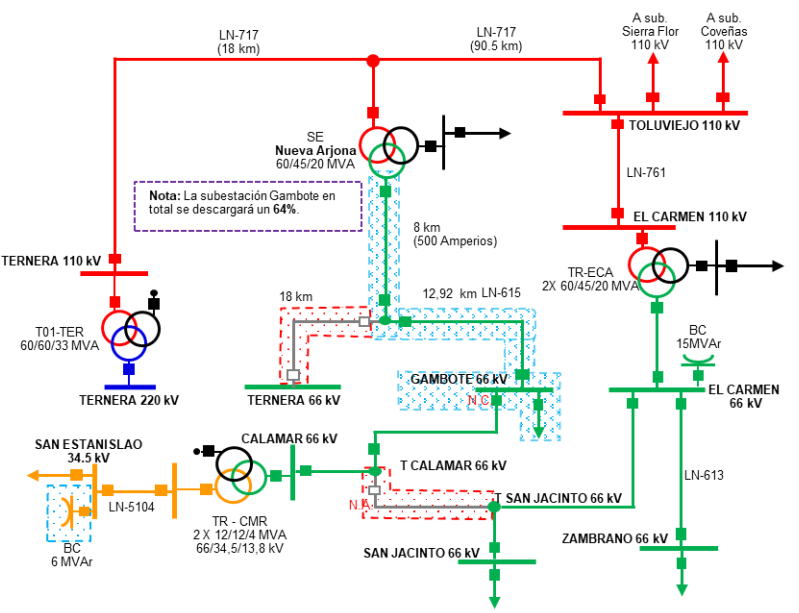 LN-717
(18 km)
LN-717
(90.5 km)
A sub.
Sierra Flor
110 kV
A sub.
Coveñas
110 kV
SE
Nueva Arjona
60/45/20 MVA
TOLUVIEJO 110 kV
LN-761
Nota: La subestación Gambote en
total se descargará un 64%.
8 km
(500 Amperios)
EL CARMEN 110 kV
TERNERA 110 kV
TR-ECA
2X 60/45/20 MVA
18 km
12,92 km LN-615
T01-TER
60/60/33 MVA
BC
15MVAr
GAMBOTE 66 kV
N.C
TERNERA 220 kV
TERNERA 66 kV
EL CARMEN
66 kV
SAN ESTANISLAO
34.5 kV
CALAMAR 66 kV
T CALAMAR 66 kV
LN-613
LN-5104
N.A
T SAN JACINTO 66 kV
TR - CMR
2 X 12/12/4 MVA
66/34,5/13,8 kV
BC
6 MVAr
SAN JACINTO 66 kV
ZAMBRANO 66 kV